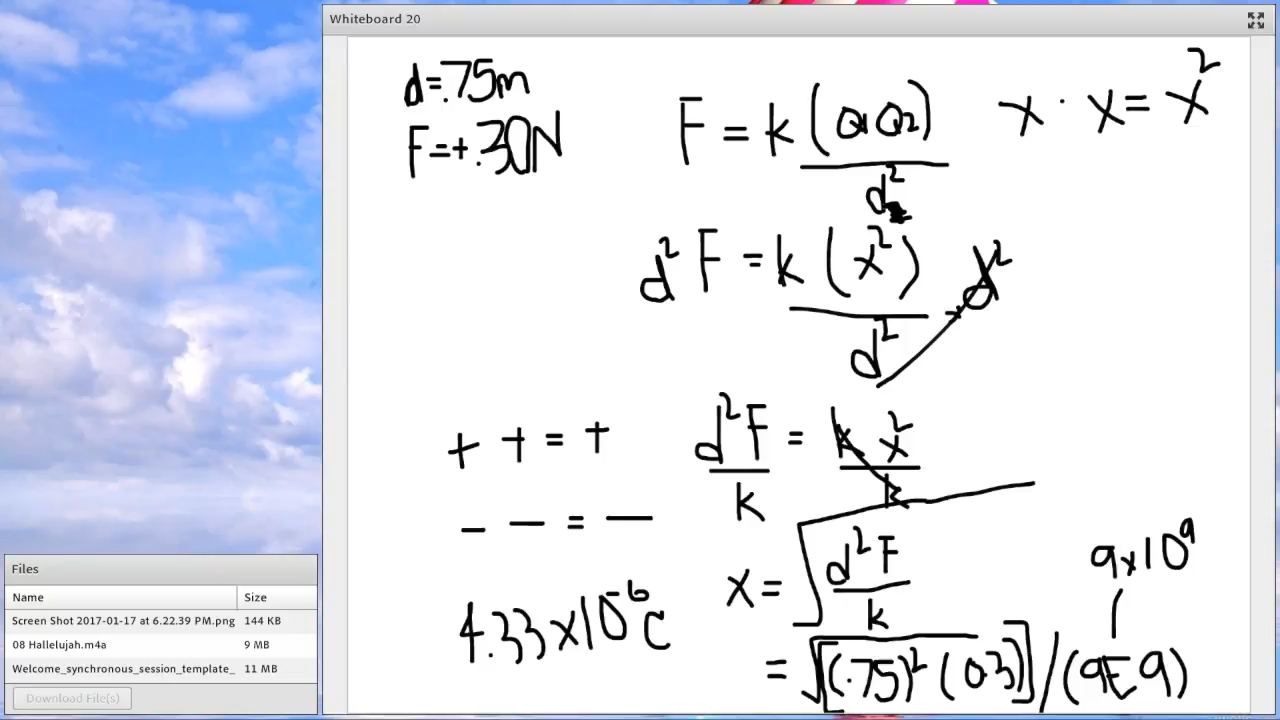 Whiteboard 20
d=.75m
F=+.30N
F = k (Q1Q2) / d²
x · x = x²
d² F = k (x²) / d² · d²
+ + = +
- - = -
d²F / k = k x² / k
x = √ d²F / k
9x10⁹
4.33x10⁻⁶C
= √[(.75)² (0.3)] / (9E9)
Files
Name Size
Screen Shot 2017-01-17 at 6.22.39 PM.png 144 KB
08 Hallelujah.m4a 9 MB
Welcome_synchronous_session_template_ 11 MB
Download File(s)